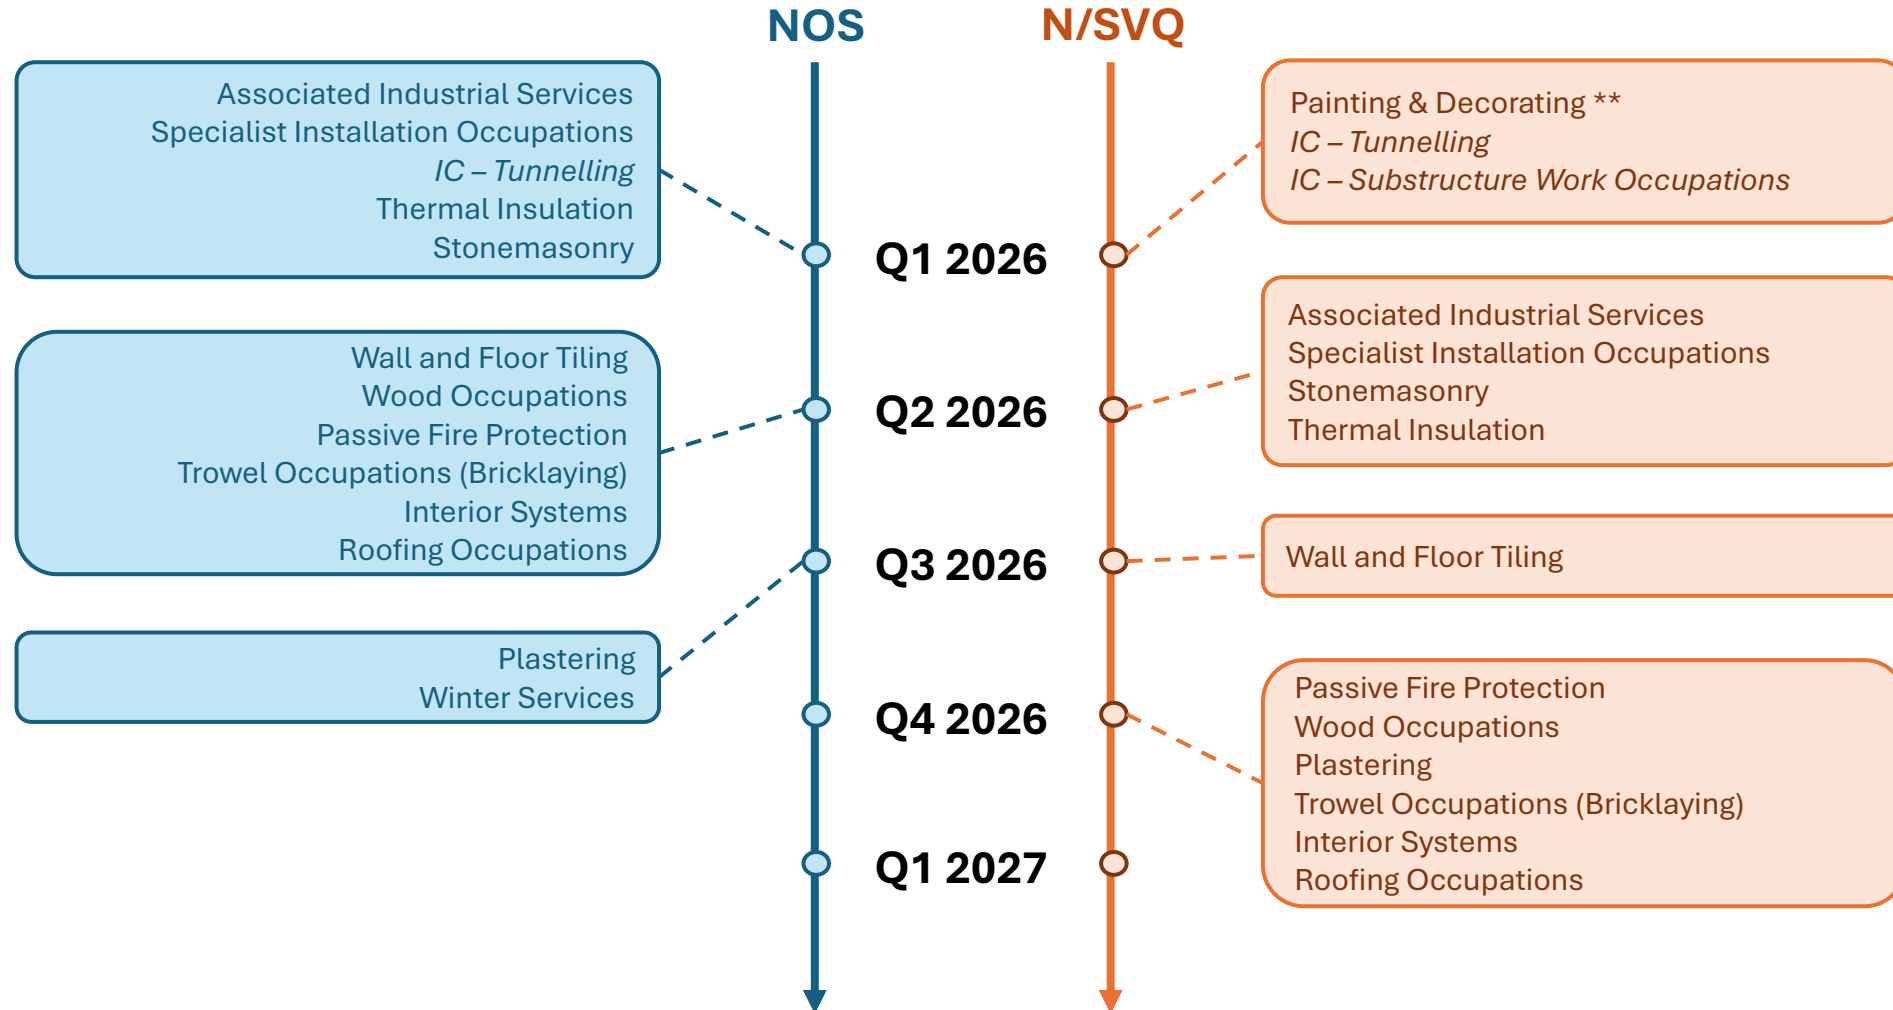 NOS
N/SVQ
Associated Industrial Services
Specialist Installation Occupations
IC – Tunnelling
Thermal Insulation
Stonemasonry
Wall and Floor Tiling
Wood Occupations
Passive Fire Protection
Trowel Occupations (Bricklaying)
Interior Systems
Roofing Occupations
Plastering
Winter Services
Q1 2026
Q2 2026
Q3 2026
Q4 2026
Q1 2027
Painting & Decorating **
IC – Tunnelling
IC – Substructure Work Occupations
Associated Industrial Services
Specialist Installation Occupations
Stonemasonry
Thermal Insulation
Wall and Floor Tiling
Passive Fire Protection
Wood Occupations
Plastering
Trowel Occupations (Bricklaying)
Interior Systems
Roofing Occupations